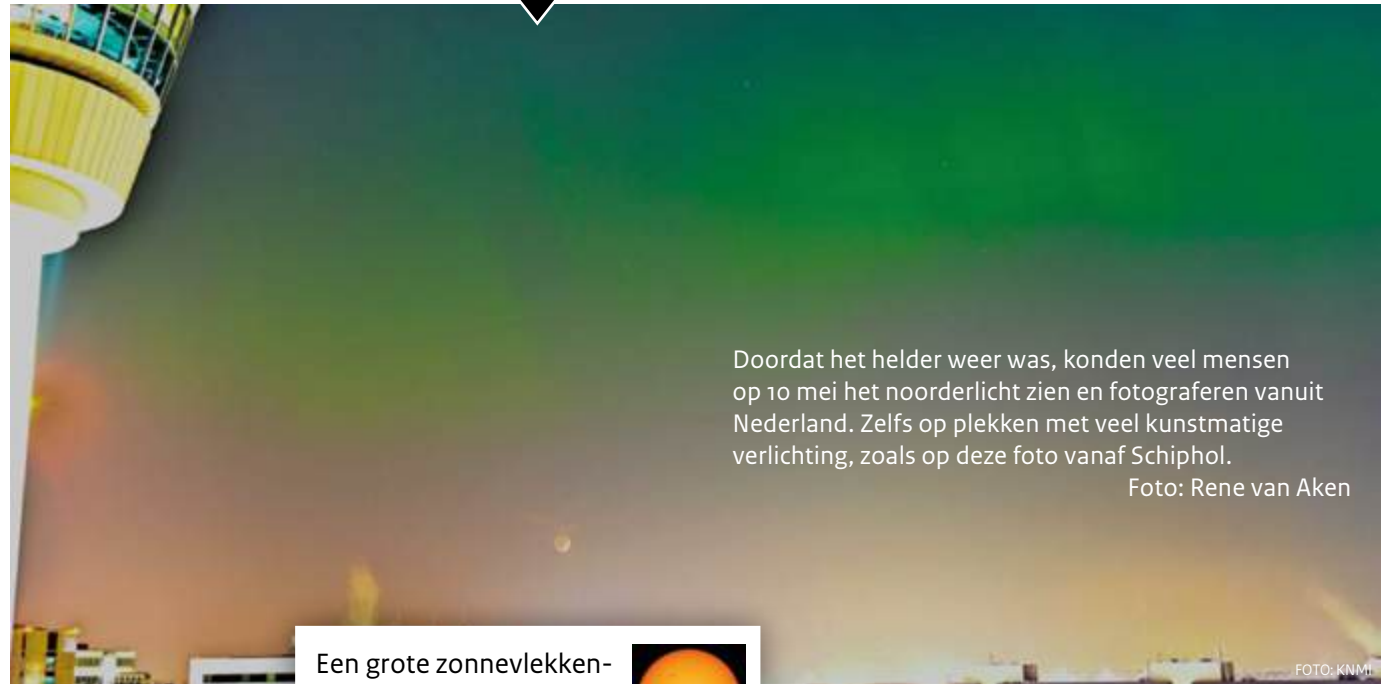 Doordat het helder weer was, konden veel mensen
op 10 mei het noorderlicht zien en fotograferen vanuit
Nederland. Zelfs op plekken met veel kunstmatige
verlichting, zoals op deze foto vanaf Schiphol.
Foto: Rene van Aken
Een grote zonnevlekken-
FOTO: KNMI